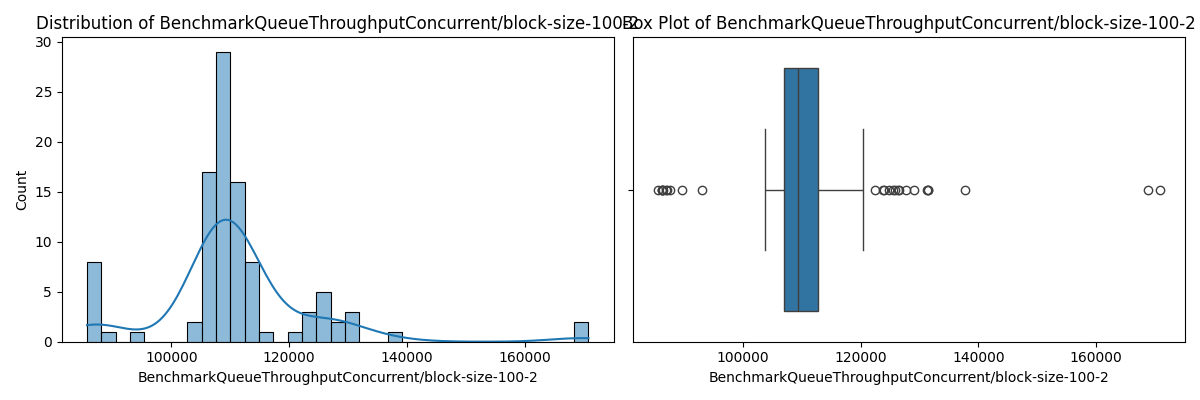 Distribution of BenchmarkQueueThroughputConcurrent/block-size-100-2
Count
30
25
20
15
10
5
0
100000 120000 140000 160000
BenchmarkQueueThroughputConcurrent/block-size-100-2
Box Plot of BenchmarkQueueThroughputConcurrent/block-size-100-2
100000 120000 140000 160000
BenchmarkQueueThroughputConcurrent/block-size-100-2